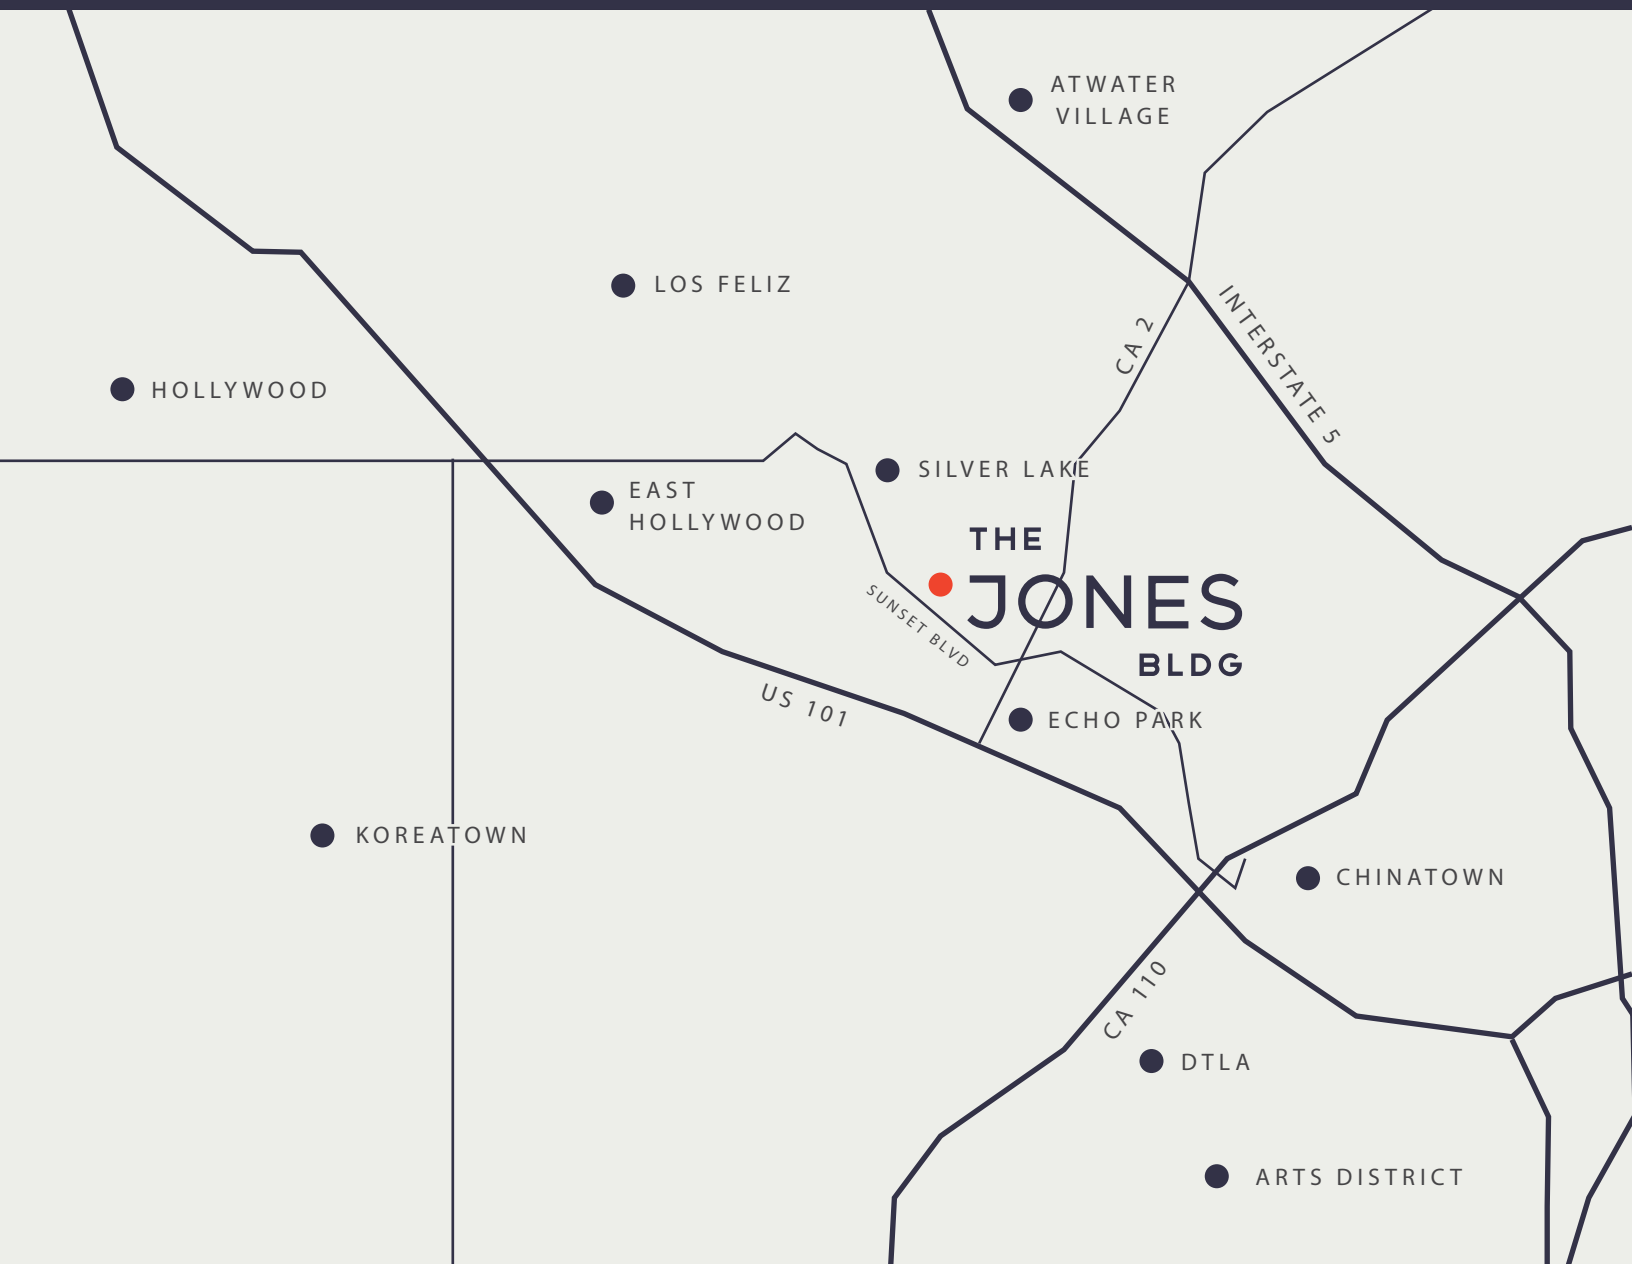 ATWATER
VILLAGE
LOS FELIZ
INTERSTATE 5
CA 2
HOLLYWOOD
SILVER LAKE
EAST
HOLLYWOOD
THE
JONES
BLDG
SUNSET BLVD
US 101
ECHO PARK
KOREATOWN
CHINATOWN
CA 110
DTLA
ARTS DISTRICT